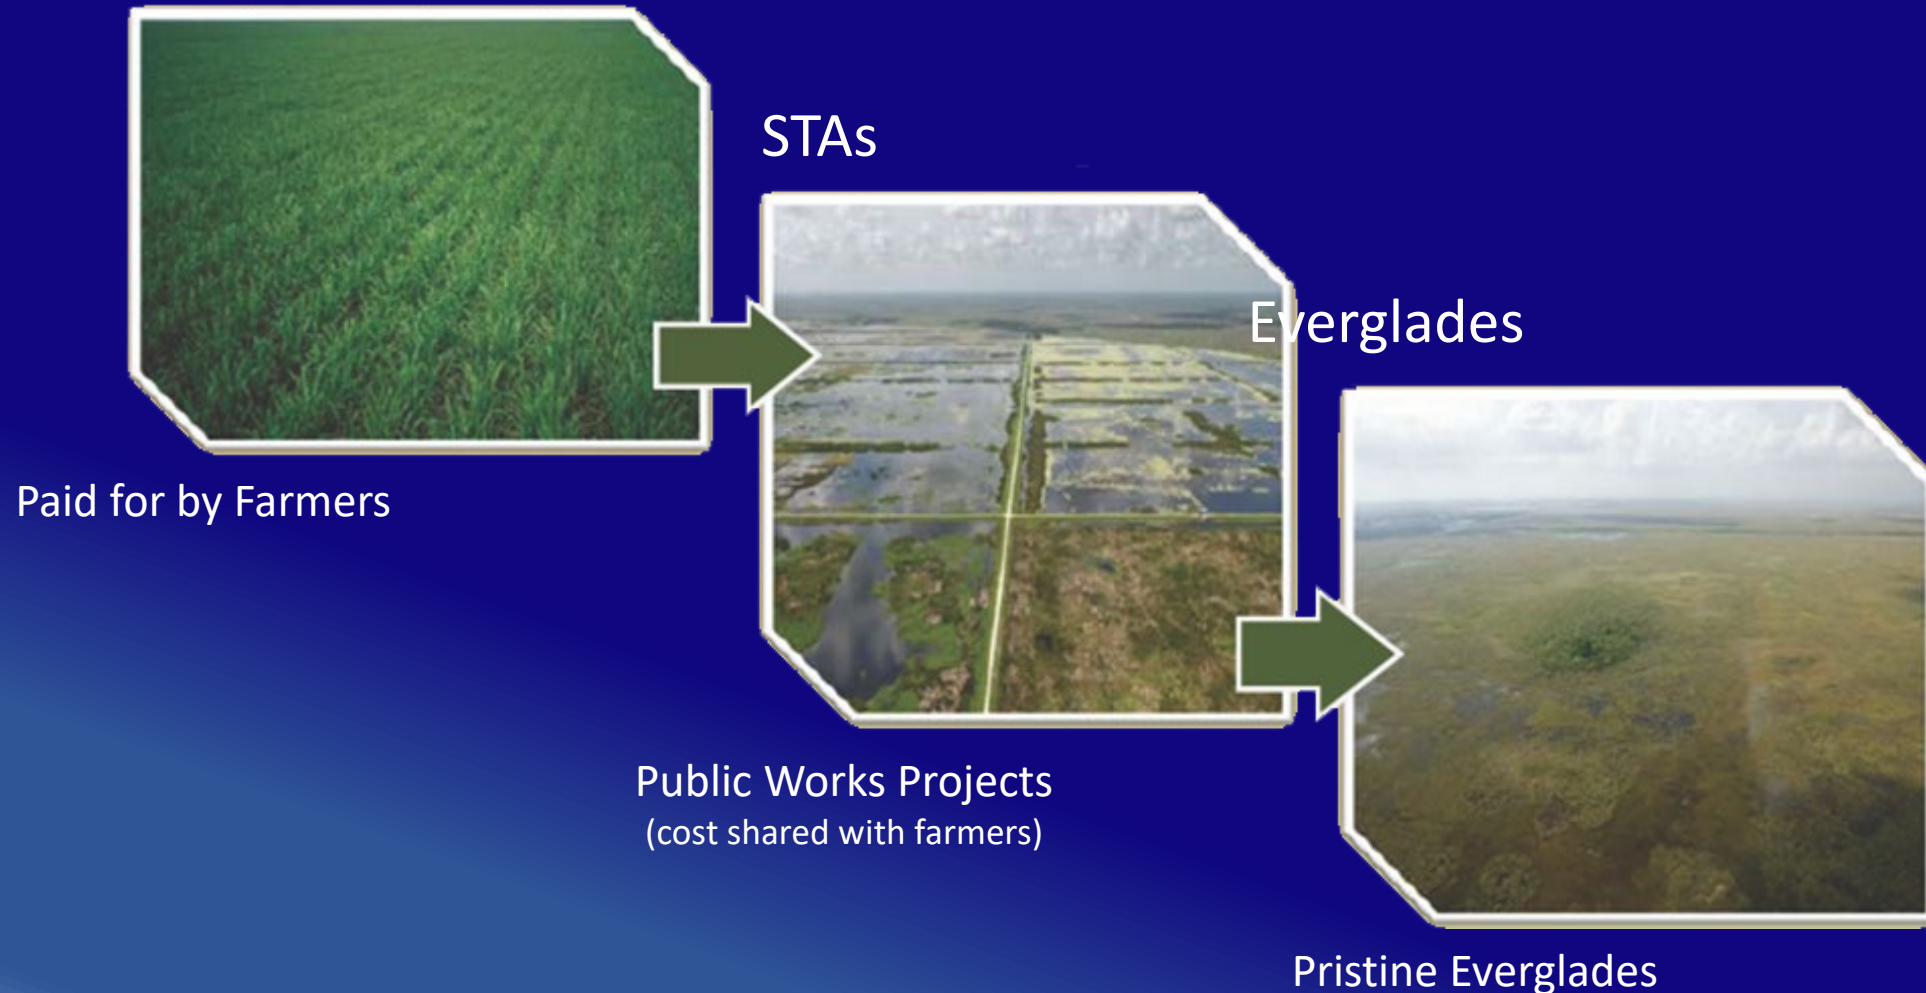 STAs
Everglades
Paid for by Farmers
Public Works Projects
(cost shared with farmers)
Pristine Everglades